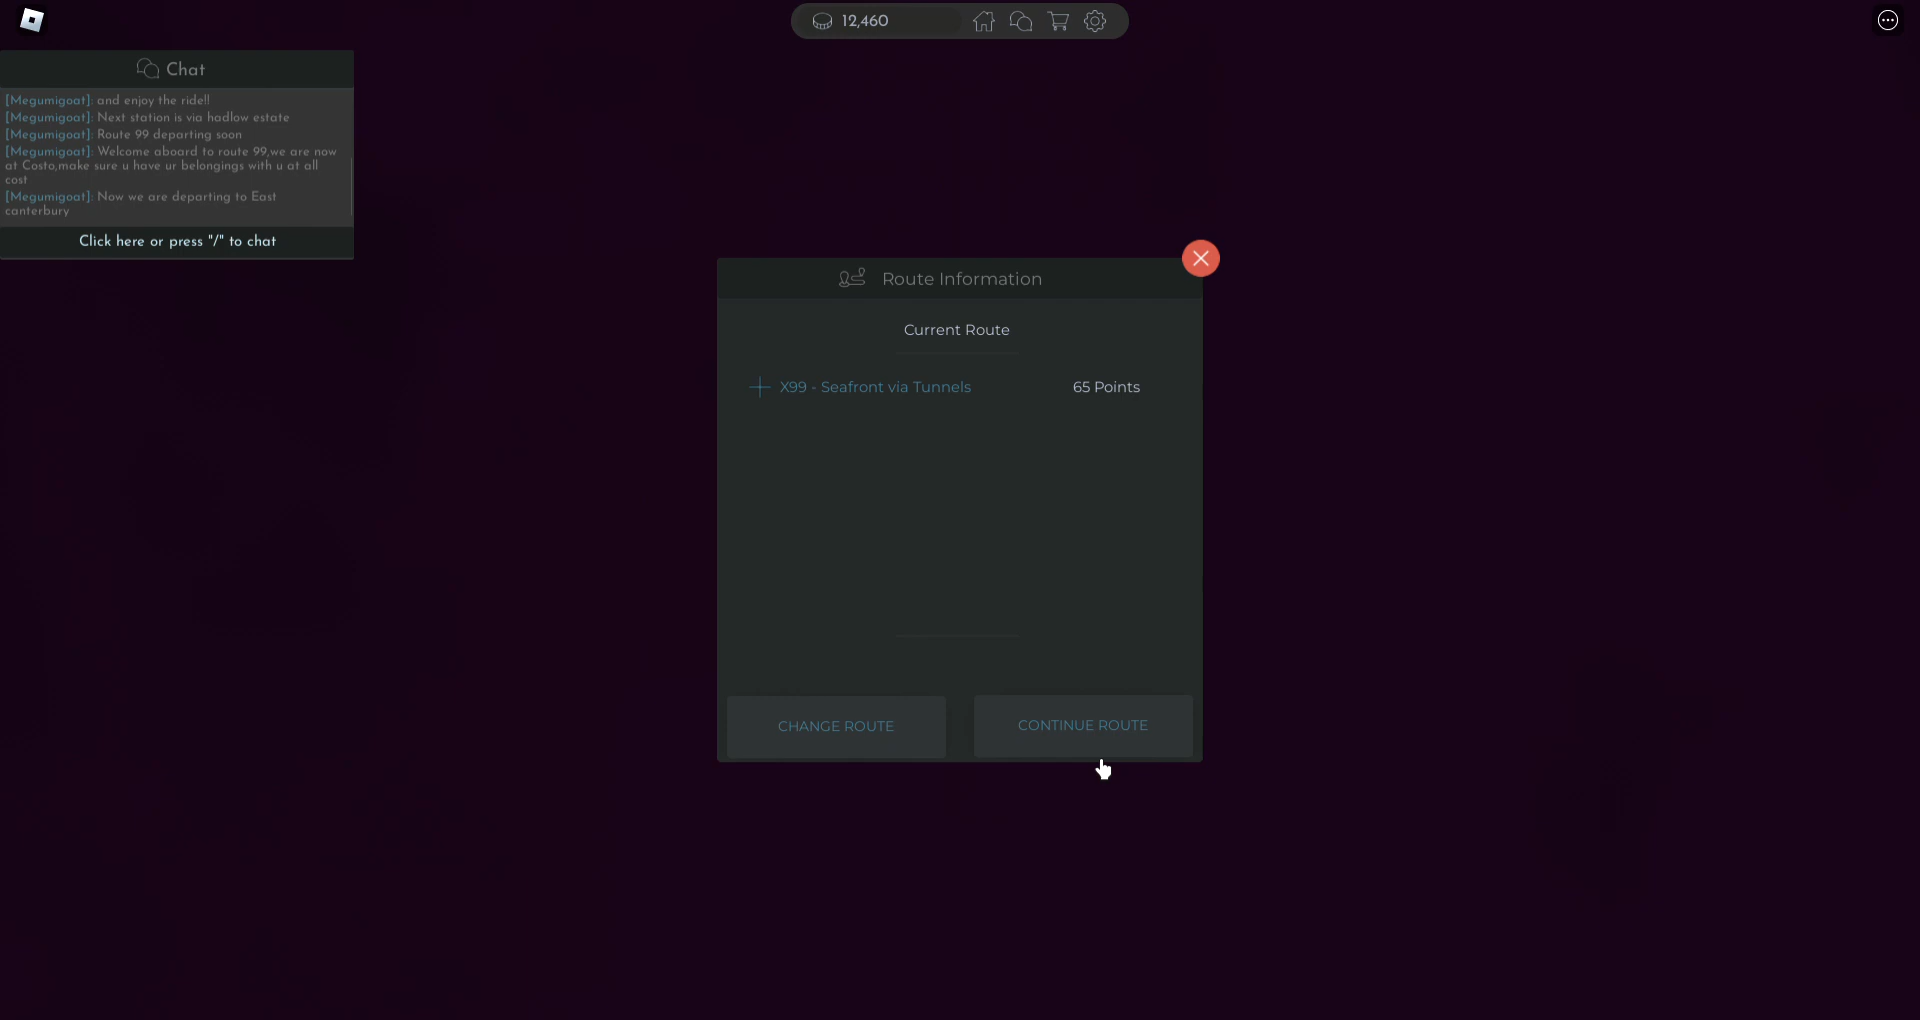 12,460
Chat
[Megumigoat]: and enjoy the ride!!
[Megumigoat]: Next station is via hadlow estate
[Megumigoat]: Route 99 departing soon
[Megumigoat]: Welcome aboard to route 99,we are now
at Costo,make sure u have ur belongings with u at all
cost
[Megumigoat]: Now we are departing to East
canterbury
Click here or press "/" to chat
Route Information
Current Route
X99 - Seafront via Tunnels 65 Points
CHANGE ROUTE CONTINUE ROUTE